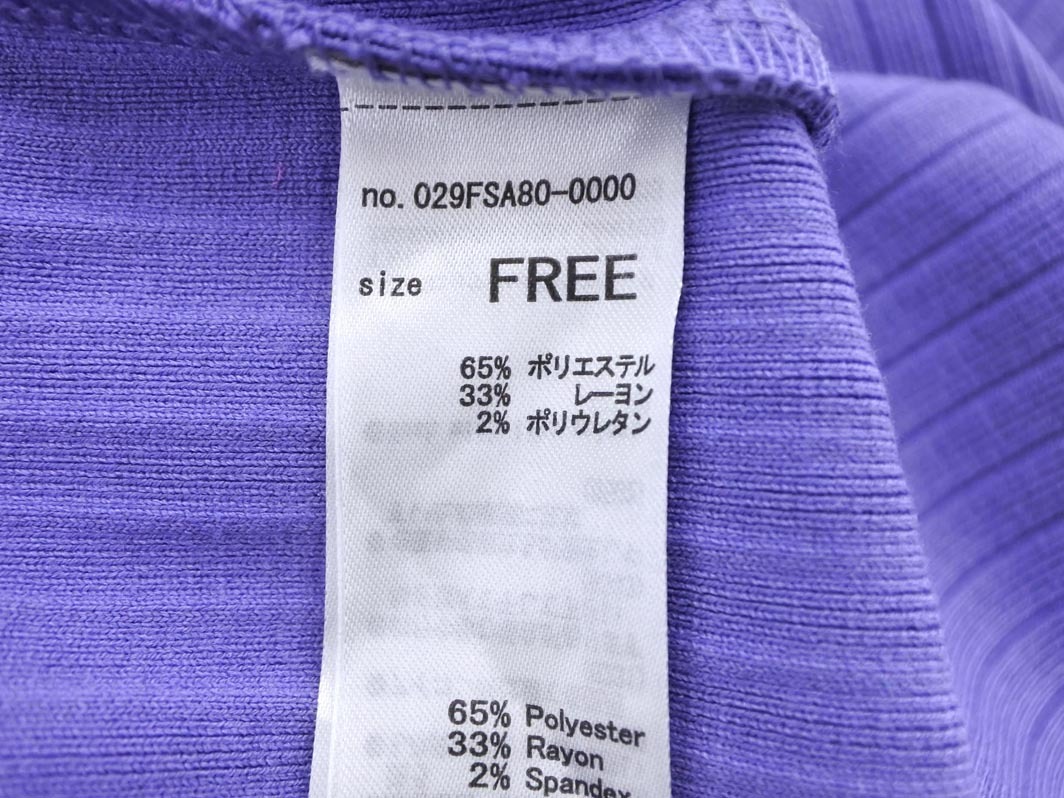 no. 029FSA80-0000
size FREE
65% ポリエステル
33% レーヨン
2% ポリウレタン
65% Polyester
33% Rayon
2% Spandex